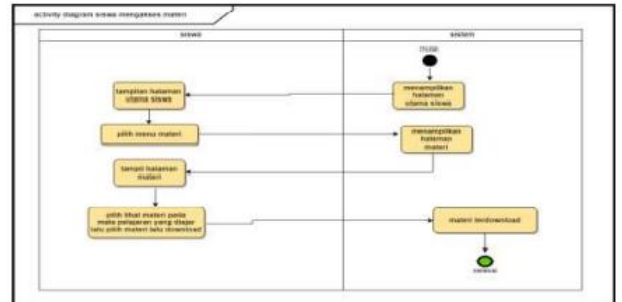 activity diagram siswa mengakses materi
siswa
sistem
mulai
menampilkan
halaman
utama siswa
tampilan halaman
utama siswa
pilih menu materi
menampilkan
halaman
materi
tampil halaman
materi
pilih lihat materi pada
mata pelajaran yang diajar
lalu pilih materi lalu download
materi terdownload
selesai